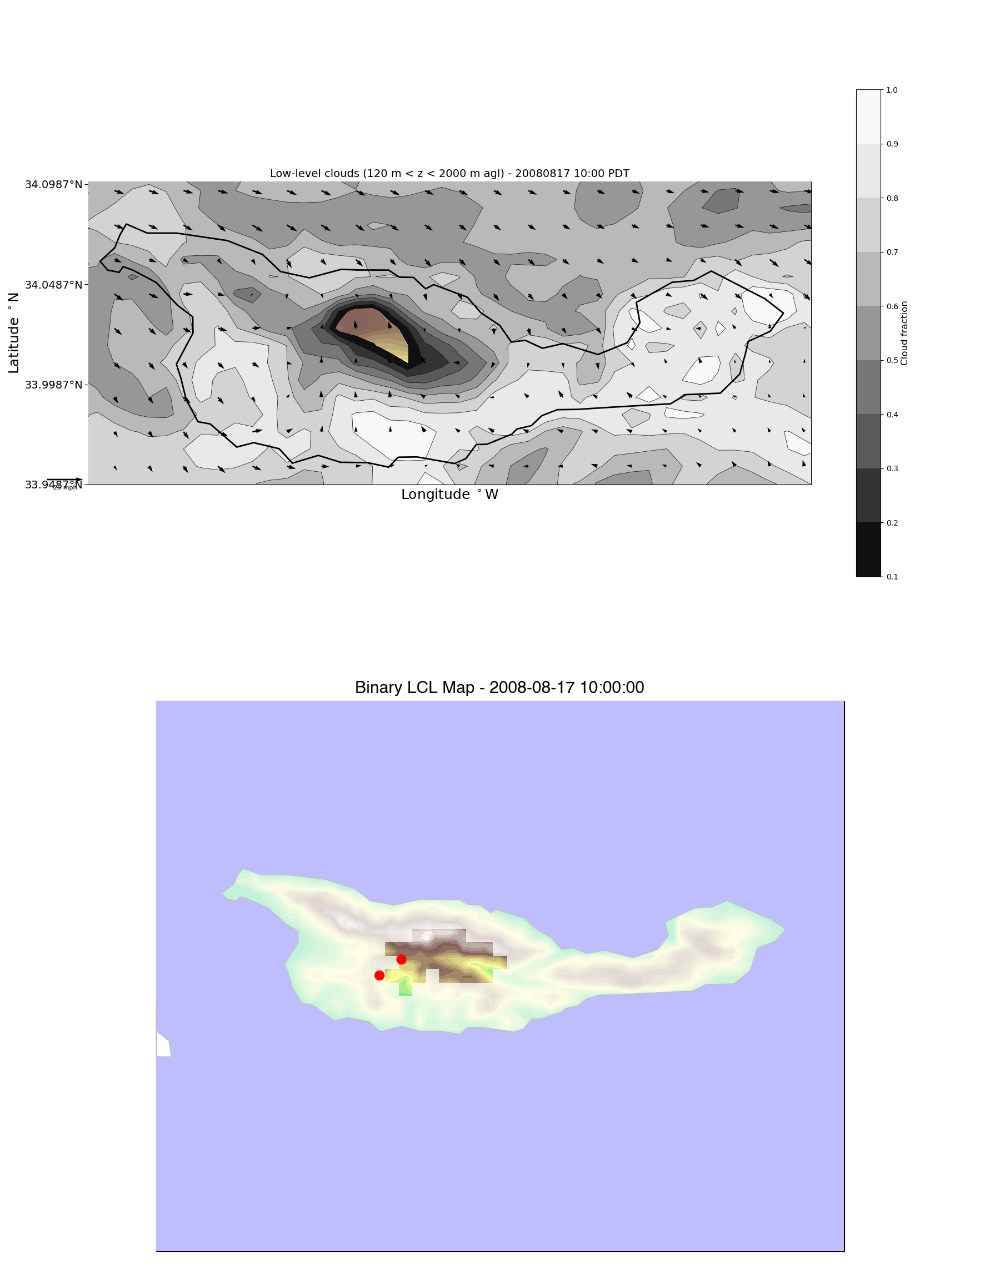 Low-level clouds (120 m < z < 2000 m agl) - 20080817 10:00 PDT
34.0987°N
34.0487°N
33.9987°N
33.9487°N
Latitude °N
Longitude °W
1.0
0.9
0.8
0.7
0.6
0.5
0.4
0.3
0.2
0.1
Cloud fraction
Binary LCL Map - 2008-08-17 10:00:00